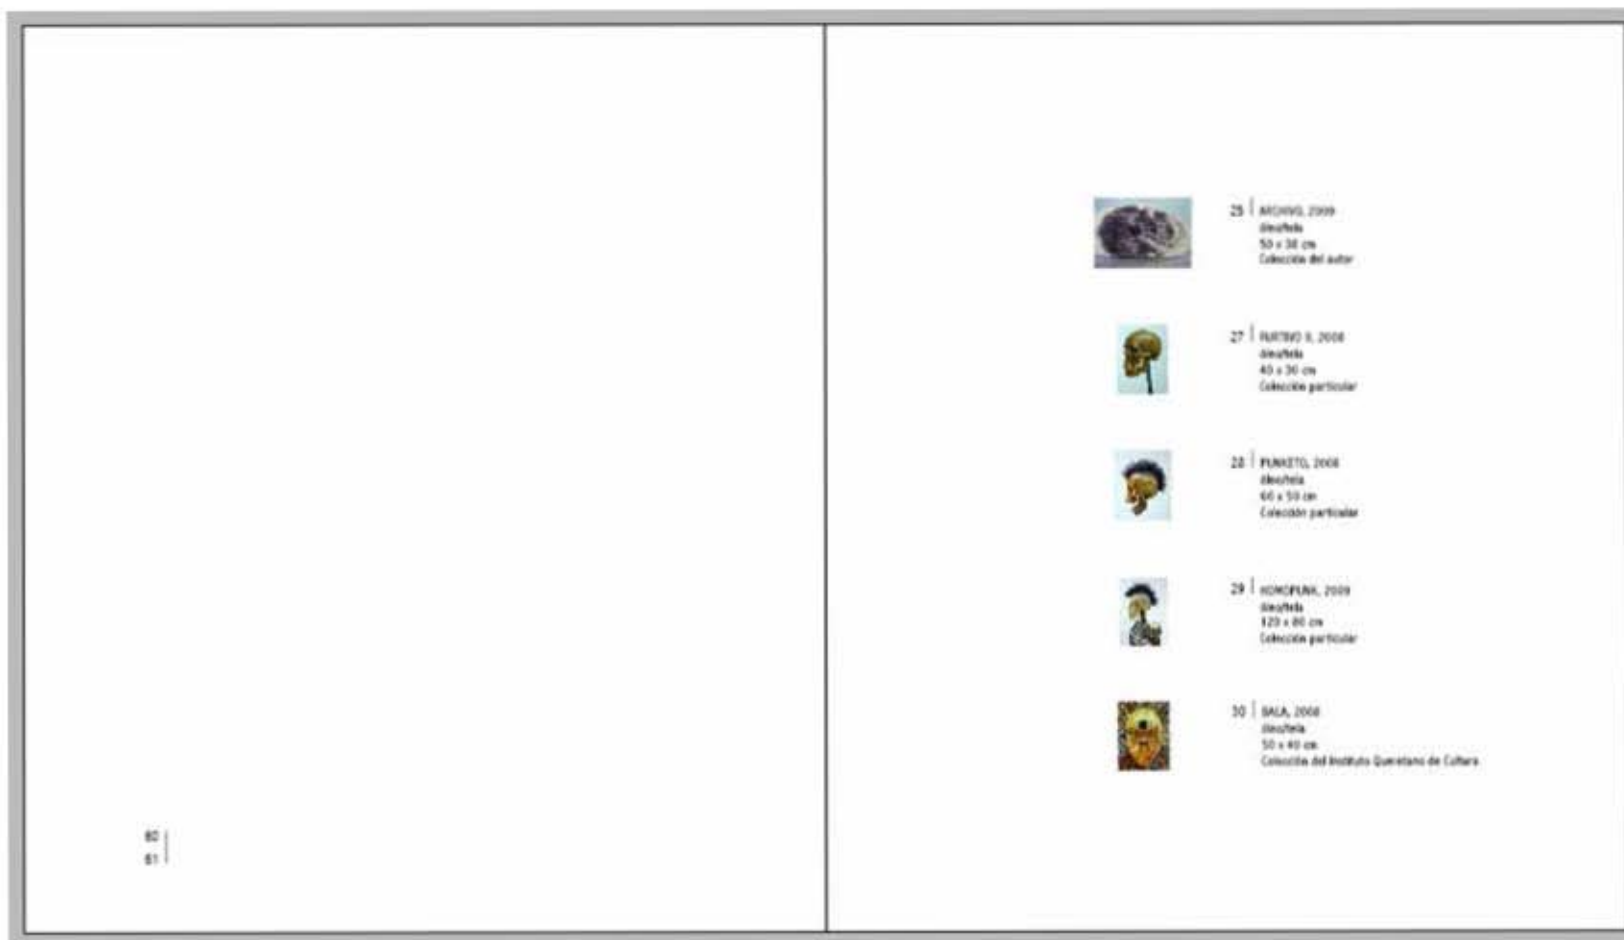 60
61
25 ARCHIVO, 2009
óleo/tela
50 x 38 cm
Colección del autor
27 FURTIVO II, 2008
óleo/tela
40 x 30 cm
Colección particular
28 PUNKETO, 2008
óleo/tela
60 x 50 cm
Colección particular
29 HOMOPUNK, 2009
óleo/tela
120 x 80 cm
Colección particular
30 BALA, 2008
óleo/tela
50 x 40 cm
Colección del Instituto Queretano de Cultura